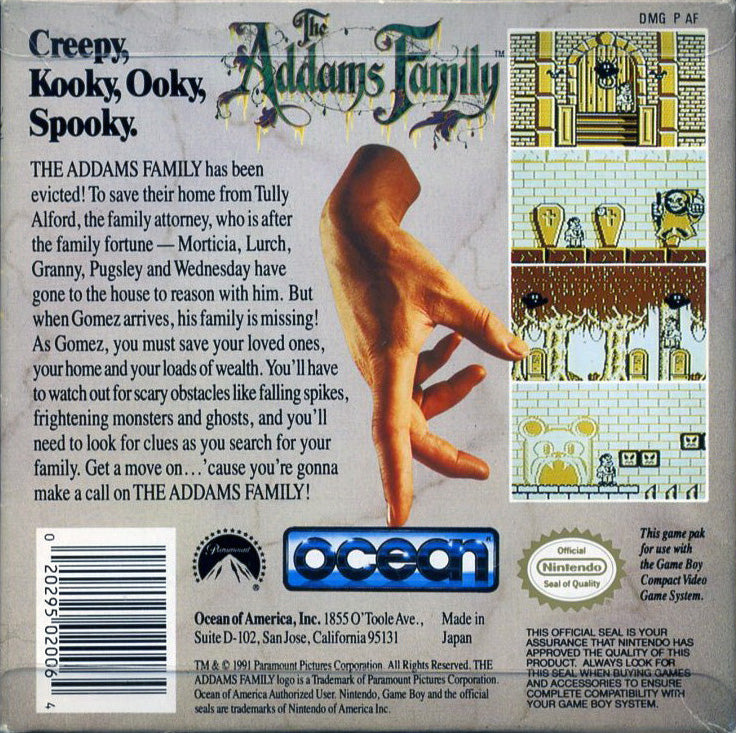 DMG P AF
Creepy,
Kooky, Ooky,
Spooky.
The
Addams Family™
THE ADDAMS FAMILY has been
evicted! To save their home from Tully
Alford, the family attorney, who is after
the family fortune — Morticia, Lurch,
Granny, Pugsley and Wednesday have
gone to the house to reason with him. But
when Gomez arrives, his family is missing!
As Gomez, you must save your loved ones,
your home and your loads of wealth. You'll have
to watch out for scary obstacles like falling spikes,
frightening monsters and ghosts, and you'll
need to look for clues as you search for your
family. Get a move on...'cause you're gonna
make a call on THE ADDAMS FAMILY!
0 20295 02006 4
Paramount
®
ocean®
Official
Nintendo
Seal of Quality
This game pak
for use with
the Game Boy
Compact Video
Game System.
Ocean of America, Inc. 1855 O'Toole Ave.,
Suite D-102, San Jose, California 95131
Made in
Japan
TM & © 1991 Paramount Pictures Corporation. All Rights Reserved. THE
ADDAMS FAMILY logo is a Trademark of Paramount Pictures Corporation.
Ocean of America Authorized User. Nintendo, Game Boy and the official
seals are trademarks of Nintendo of America Inc.
THIS OFFICIAL SEAL IS YOUR
ASSURANCE THAT NINTENDO HAS
APPROVED THE QUALITY OF THIS
PRODUCT. ALWAYS LOOK FOR
THIS SEAL WHEN BUYING GAMES
AND ACCESSORIES TO ENSURE
COMPLETE COMPATIBILITY WITH
YOUR GAME BOY SYSTEM.